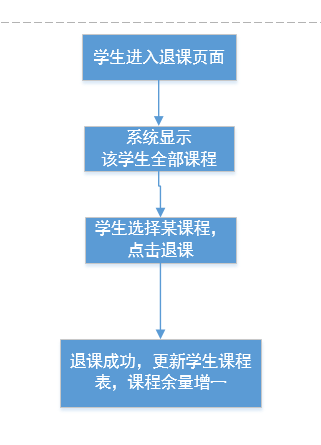 学生进入退课页面
系统显示
该学生全部课程
学生选择某课程，
点击退课
退课成功，更新学生课程
表，课程余量增一